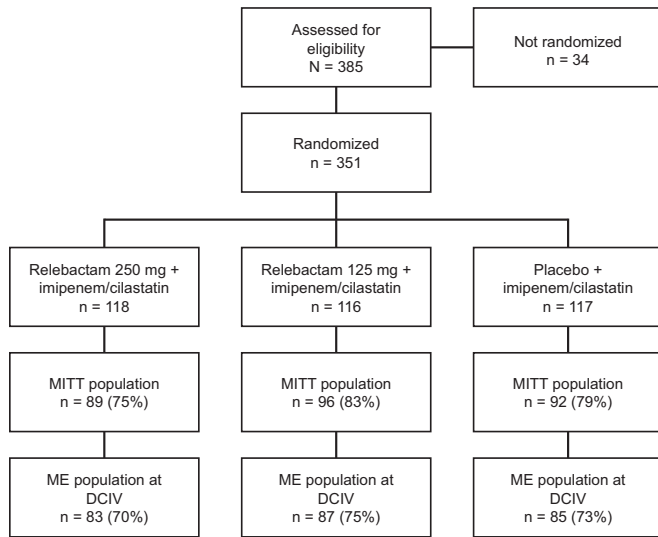 Assessed for
eligibility
N = 385
Not randomized
n = 34
Randomized
n = 351
Relebactam 250 mg +
imipenem/cilastatin
n = 118
Relebactam 125 mg +
imipenem/cilastatin
n = 116
Placebo +
imipenem/cilastatin
n = 117
MITT population
n = 89 (75%)
MITT population
n = 96 (83%)
MITT population
n = 92 (79%)
ME population at
DCIV
n = 83 (70%)
ME population at
DCIV
n = 87 (75%)
ME population at
DCIV
n = 85 (73%)